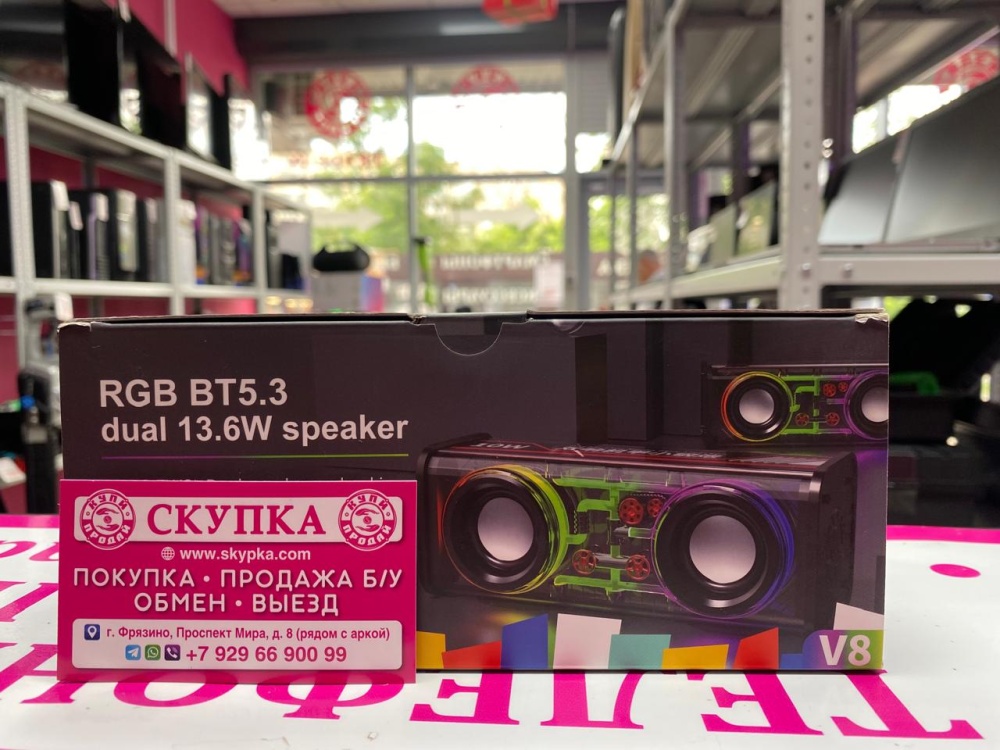 RGB BT5.3
dual 13.6W speaker
КУПИ ПРОДАЙ
СКУПКА
КУПИ ПРОДАЙ
www.skypka.com
ПОКУПКА • ПРОДАЖА Б/У
ОБМЕН • ВЫЕЗД
г. Фрязино, Проспект Мира, д. 8 (рядом с аркой)
+7 929 66 900 99
V8
ТЕЛЕФОН